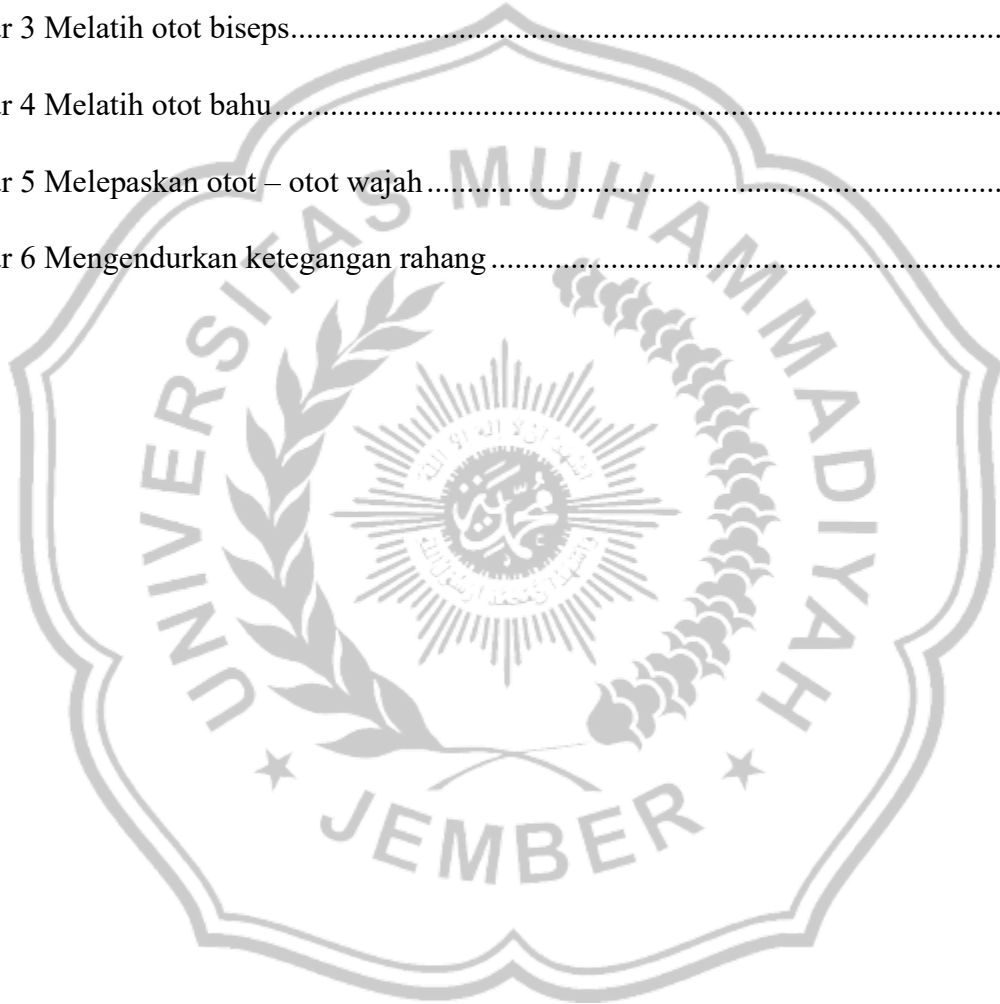 r 3 Melatih otot biseps................................................................................................
r 4 Melatih otot bahu..................................................................................................
r 5 Melepaskan otot – otot wajah................................................................................
r 6 Mengendurkan ketegangan rahang........................................................................
UNIVERSITAS MUHAMMADIYAH
JEMBER